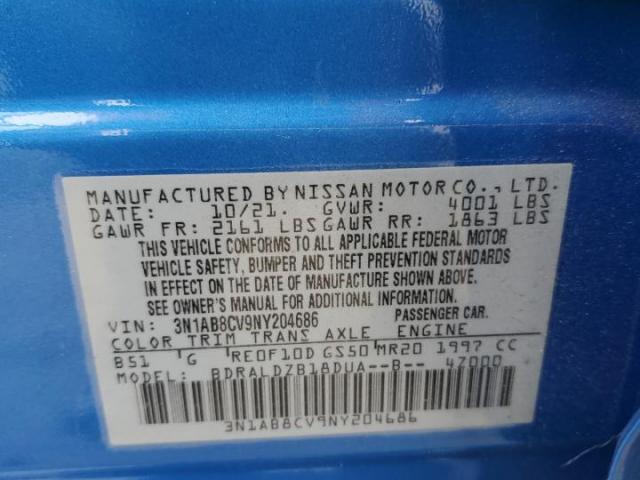 MANUFACTURED BY NISSAN MOTOR CO., LTD.
DATE: 10/21. GVWR: 4001 LBS
GAWR FR: 2161 LBS GAWR RR: 1863 LBS
THIS VEHICLE CONFORMS TO ALL APPLICABLE FEDERAL MOTOR
VEHICLE SAFETY, BUMPER AND THEFT PREVENTION STANDARDS
IN EFFECT ON THE DATE OF MANUFACTURE SHOWN ABOVE.
SEE OWNER'S MANUAL FOR ADDITIONAL INFORMATION
VIN: 3N1AB8CV9NY204686 PASSENGER CAR.
COLOR TRIM TRANS AXLE ENGINE
B51 G RE0F10D GS50 MR20 1997 CC
MODEL: BDRALDZB18DUA--B-- 47000
3N1AB8CV9NY204686